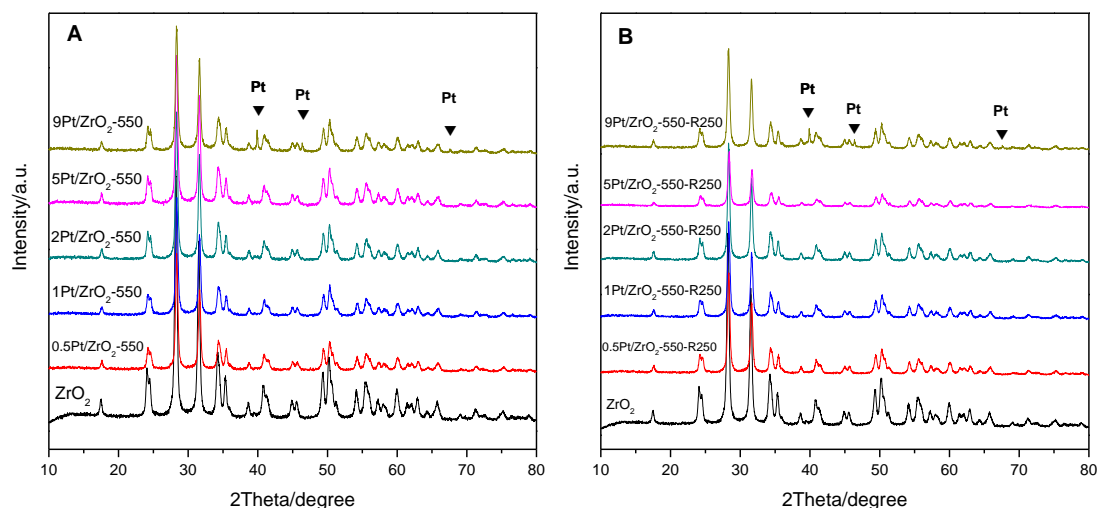 A
Pt
Pt
Pt
9Pt/ZrO₂-550
5Pt/ZrO₂-550
2Pt/ZrO₂-550
1Pt/ZrO₂-550
0.5Pt/ZrO₂-550
ZrO₂
Intensity/a.u.
10 20 30 40 50 60 70 80
2Theta/degree
B
Pt
Pt
Pt
9Pt/ZrO₂-550-R250
5Pt/ZrO₂-550-R250
2Pt/ZrO₂-550-R250
1Pt/ZrO₂-550-R250
0.5Pt/ZrO₂-550-R250
ZrO₂
Intensity/a.u.
10 20 30 40 50 60 70 80
2Theta/degree